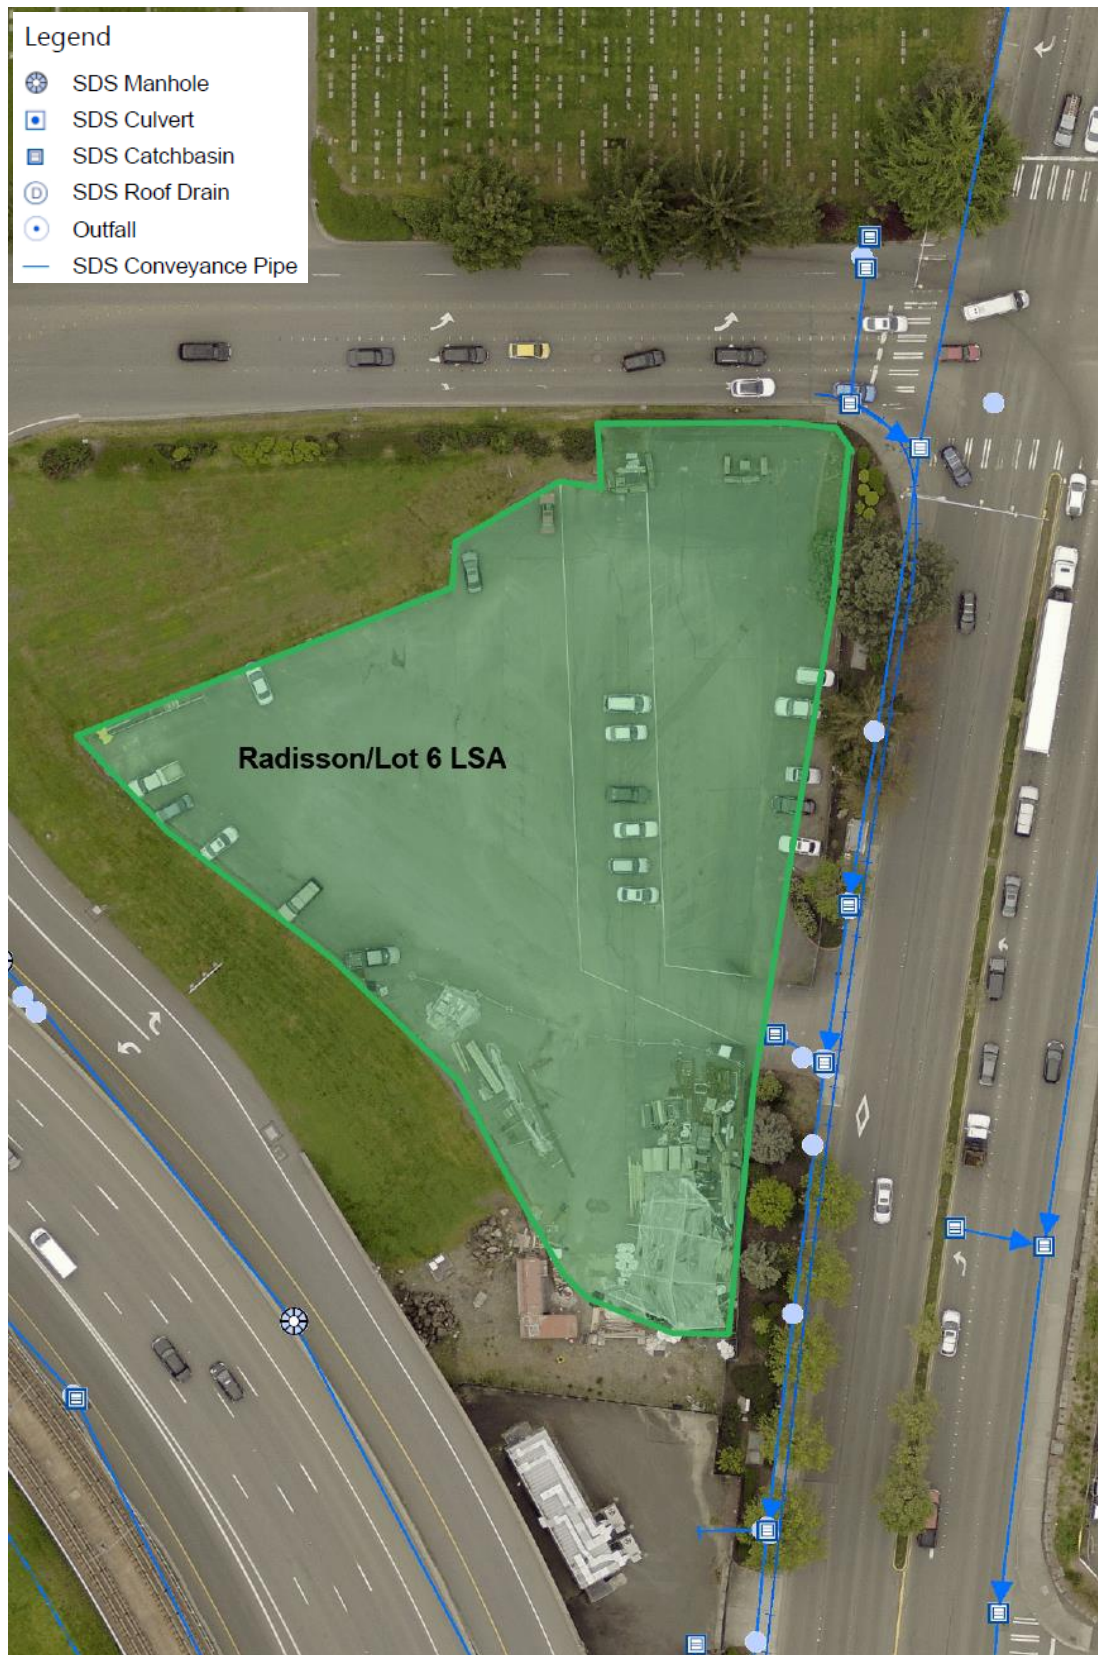 Legend
SDS Manhole
SDS Culvert
SDS Catchbasin
D SDS Roof Drain
Outfall
SDS Conveyance Pipe
Radisson/Lot 6 LSA